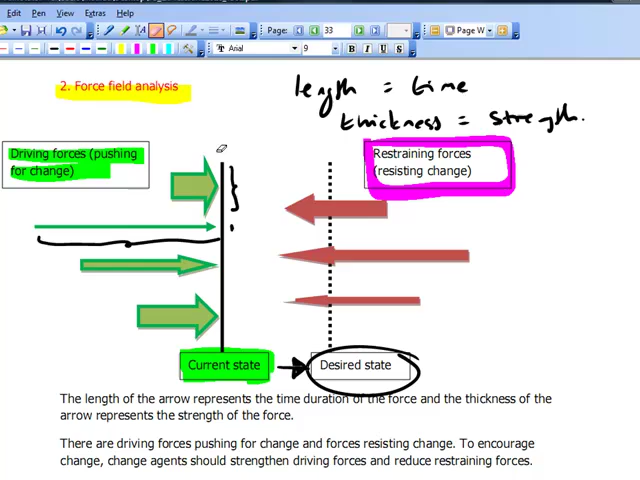 Edit Pen View Extras Help
Page: 33 Page W
Arial 9 B I S U
2. Force field analysis
length = time
thickness = strength.
Driving forces (pushing
for change)
Restraining forces
(resisting change)
Current state
Desired state
The length of the arrow represents the time duration of the force and the thickness of the
arrow represents the strength of the force.
There are driving forces pushing for change and forces resisting change. To encourage
change, change agents should strengthen driving forces and reduce restraining forces.